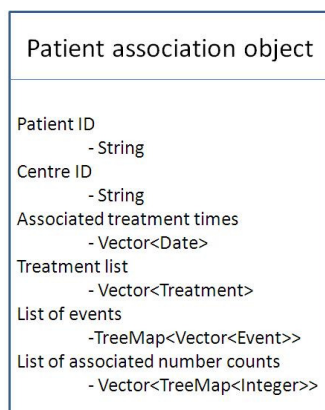 Patient association object
Patient ID
- String
Centre ID
- String
Associated treatment times
- Vector<Date>
Treatment list
- Vector<Treatment>
List of events
-TreeMap<Vector<Event>>
List of associated number counts
- Vector<TreeMap<Integer>>